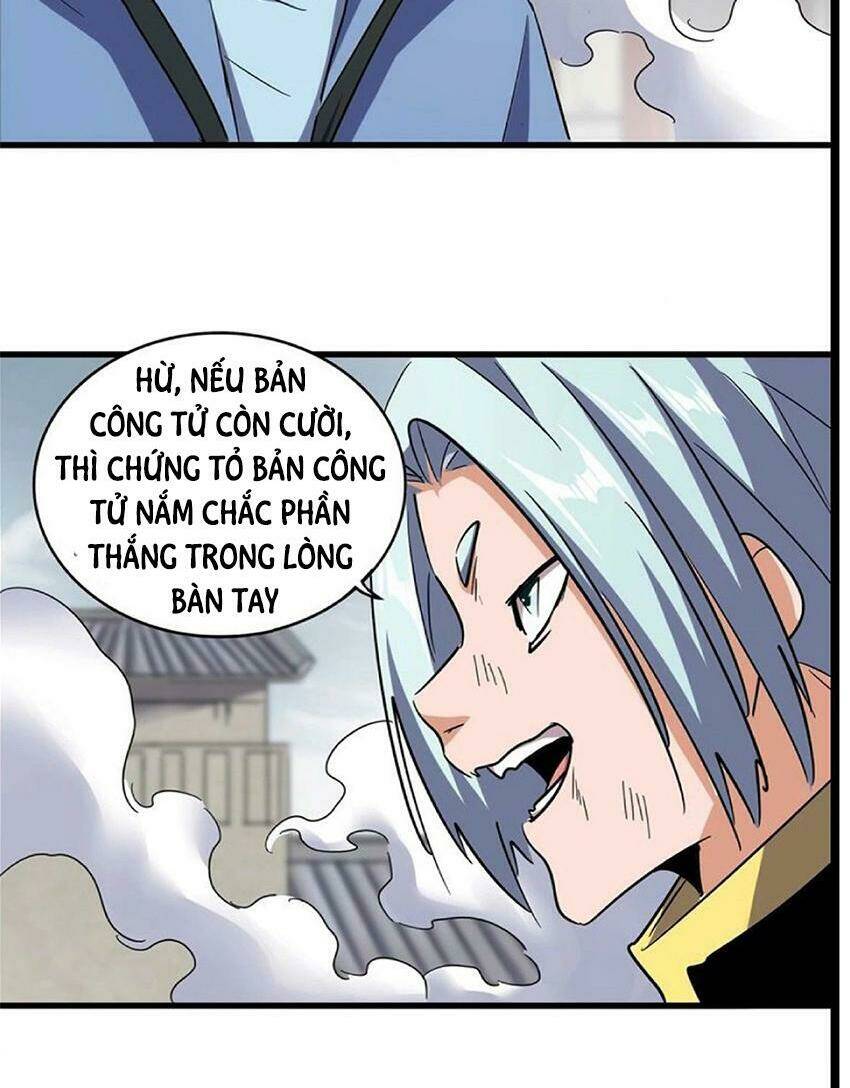 HỪ, NẾU BẢN
CÔNG TỬ CÒN CƯỜI,
THÌ CHỨNG TỎ BẢN CÔNG
TỬ NẮM CHẮC PHẦN
THẮNG TRONG LÒNG
BÀN TAY